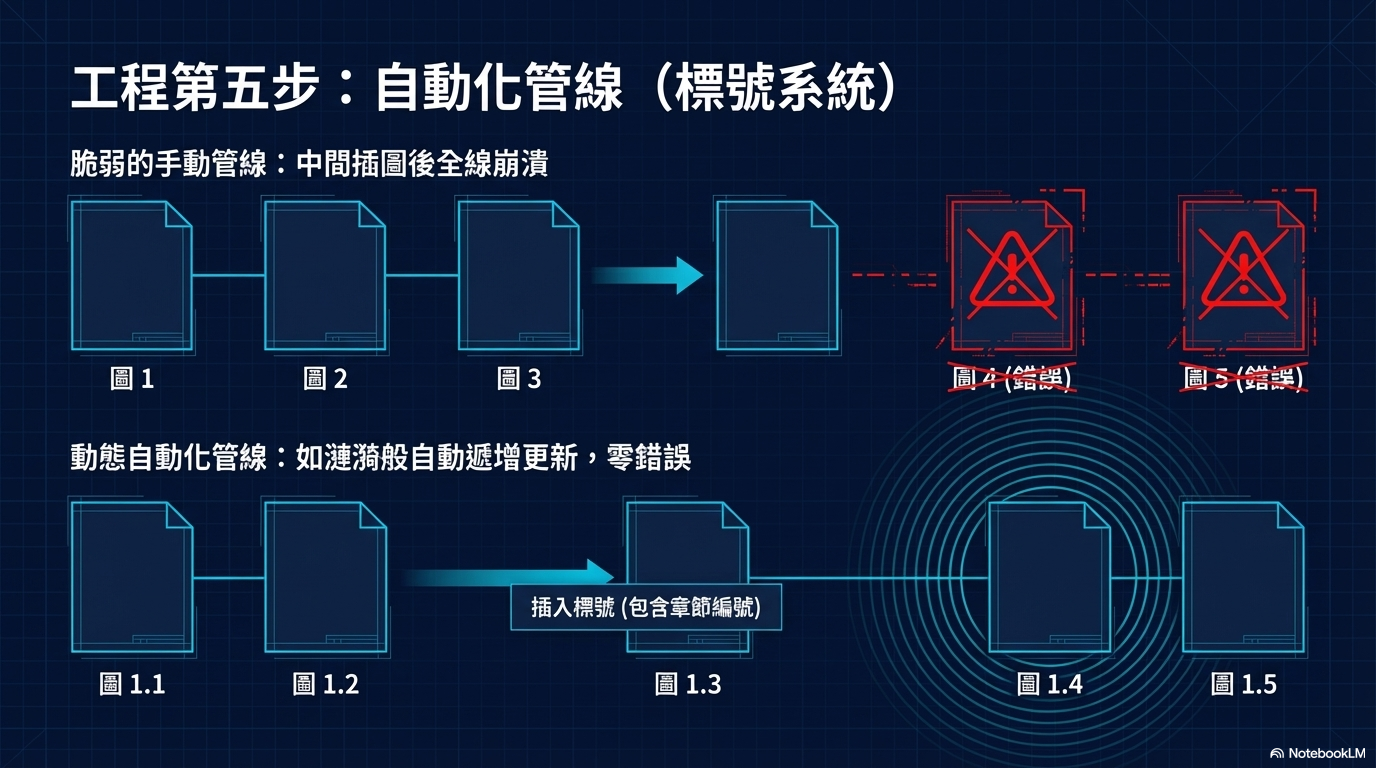 工程第五步：自動化管線（標號系統）
脆弱的手動管線：中間插圖後全線崩潰
圖 1
圖 2
圖 3
圖 4 (錯誤)
圖 5 (錯誤)
動態自動化管線：如漣漪般自動遞增更新，零錯誤
插入標號 (包含章節編號)
圖 1.1
圖 1.2
圖 1.3
圖 1.4
圖 1.5
NotebookLM